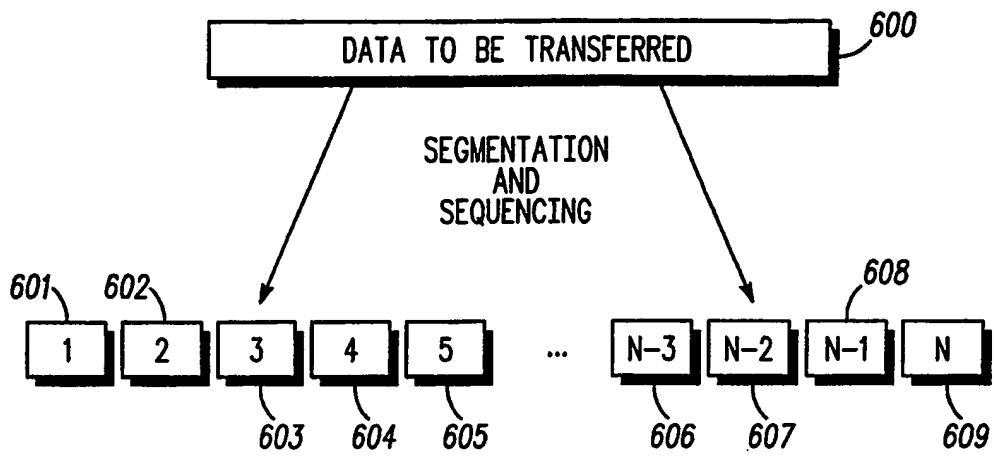 DATA TO BE TRANSFERRED
600
SEGMENTATION
AND
SEQUENCING
601
602
608
1
2
3
4
5
...
N-3
N-2
N-1
N
603
604
605
606
607
609